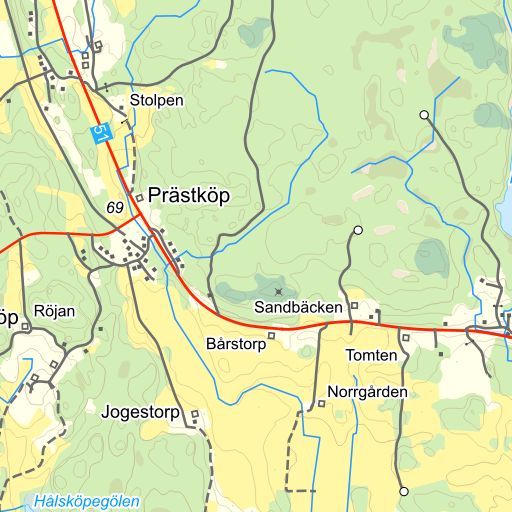 Stolpen
51
Prästköp
69
Sandbäcken
öp
Röjan
Bårstorp
Tomten
Norrgården
Jogestorp
Hålsköpegölen